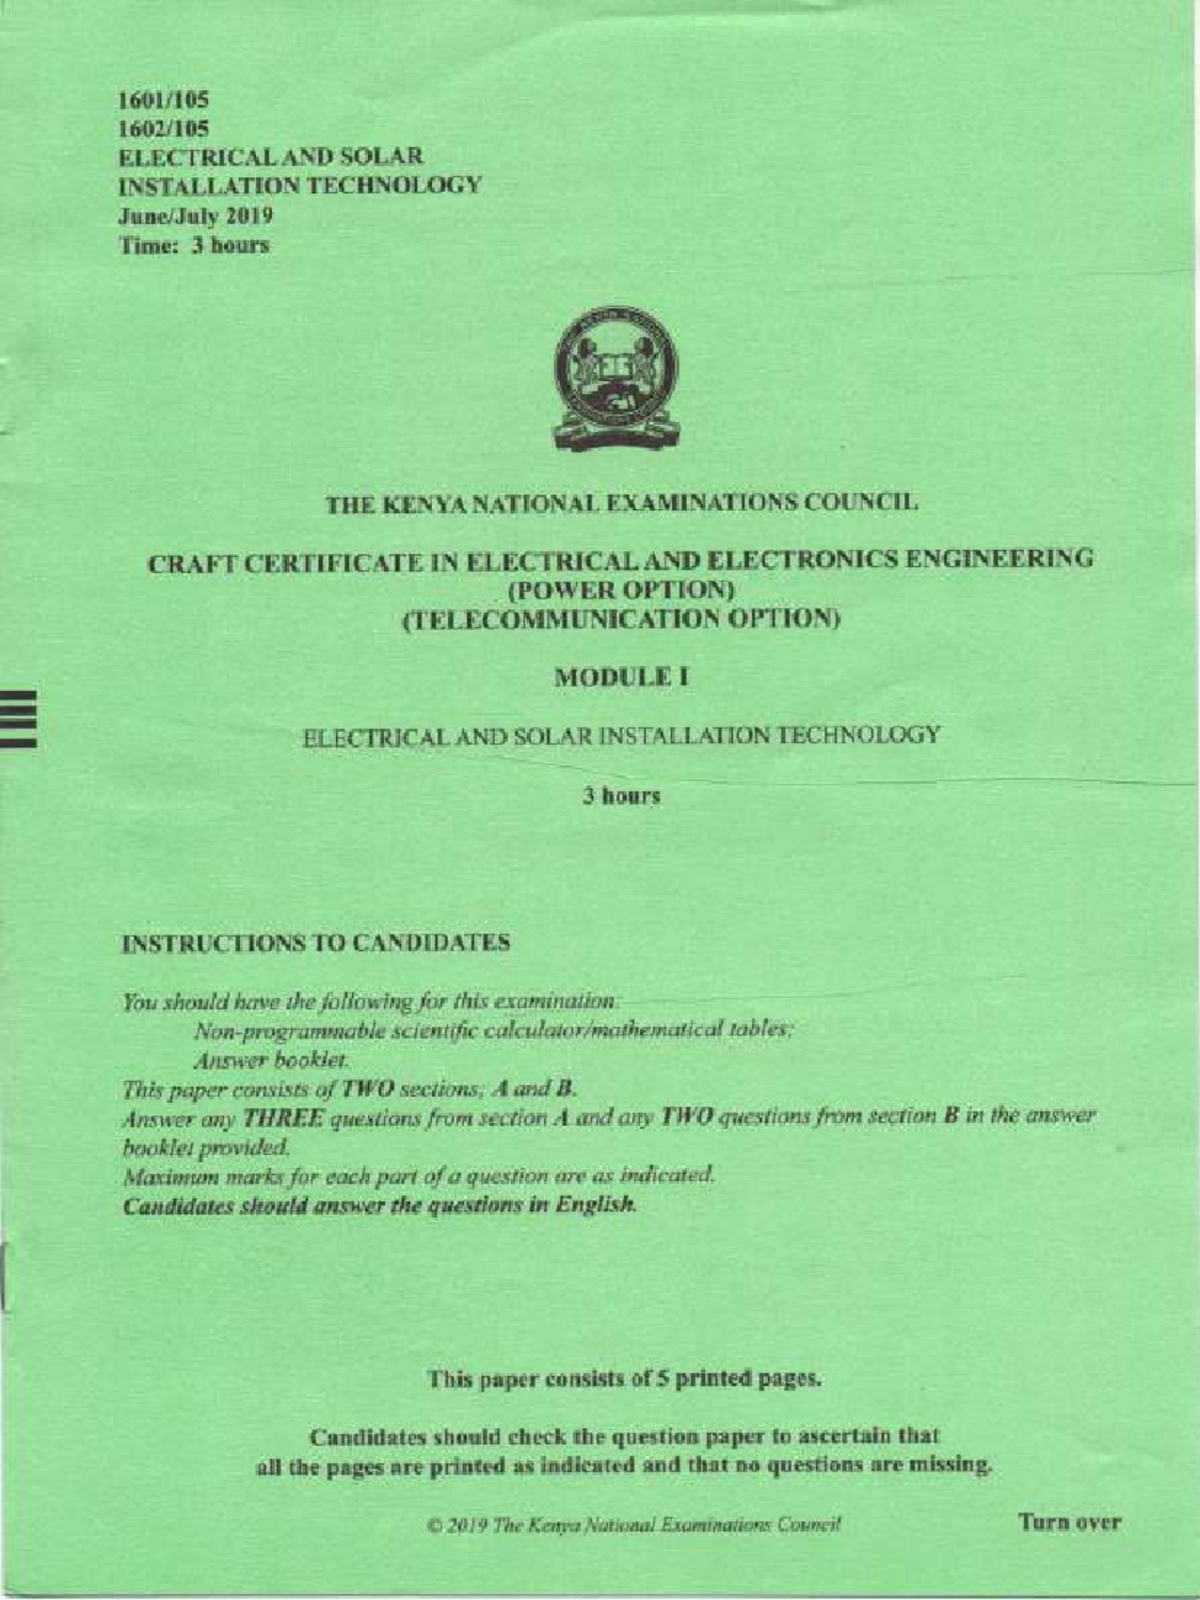 1601/105
1602/105
ELECTRICAL AND SOLAR
INSTALLATION TECHNOLOGY
June/July 2019
Time: 3 hours
THE KENYA NATIONAL EXAMINATIONS COUNCIL
CRAFT CERTIFICATE IN ELECTRICAL AND ELECTRONICS ENGINEERING
(POWER OPTION)
(TELECOMMUNICATION OPTION)
MODULE I
ELECTRICAL AND SOLAR INSTALLATION TECHNOLOGY
3 hours
INSTRUCTIONS TO CANDIDATES
You should have the following for this examination:
Non-programmable scientific calculator/mathematical tables;
Answer booklet.
This paper consists of TWO sections; A and B.
Answer any THREE questions from section A and any TWO questions from section B in the answer
booklet provided.
Maximum marks for each part of a question are as indicated.
Candidates should answer the questions in English.
This paper consists of 5 printed pages.
Candidates should check the question paper to ascertain that
all the pages are printed as indicated and that no questions are missing.
© 2019 The Kenya National Examinations Council
Turn over